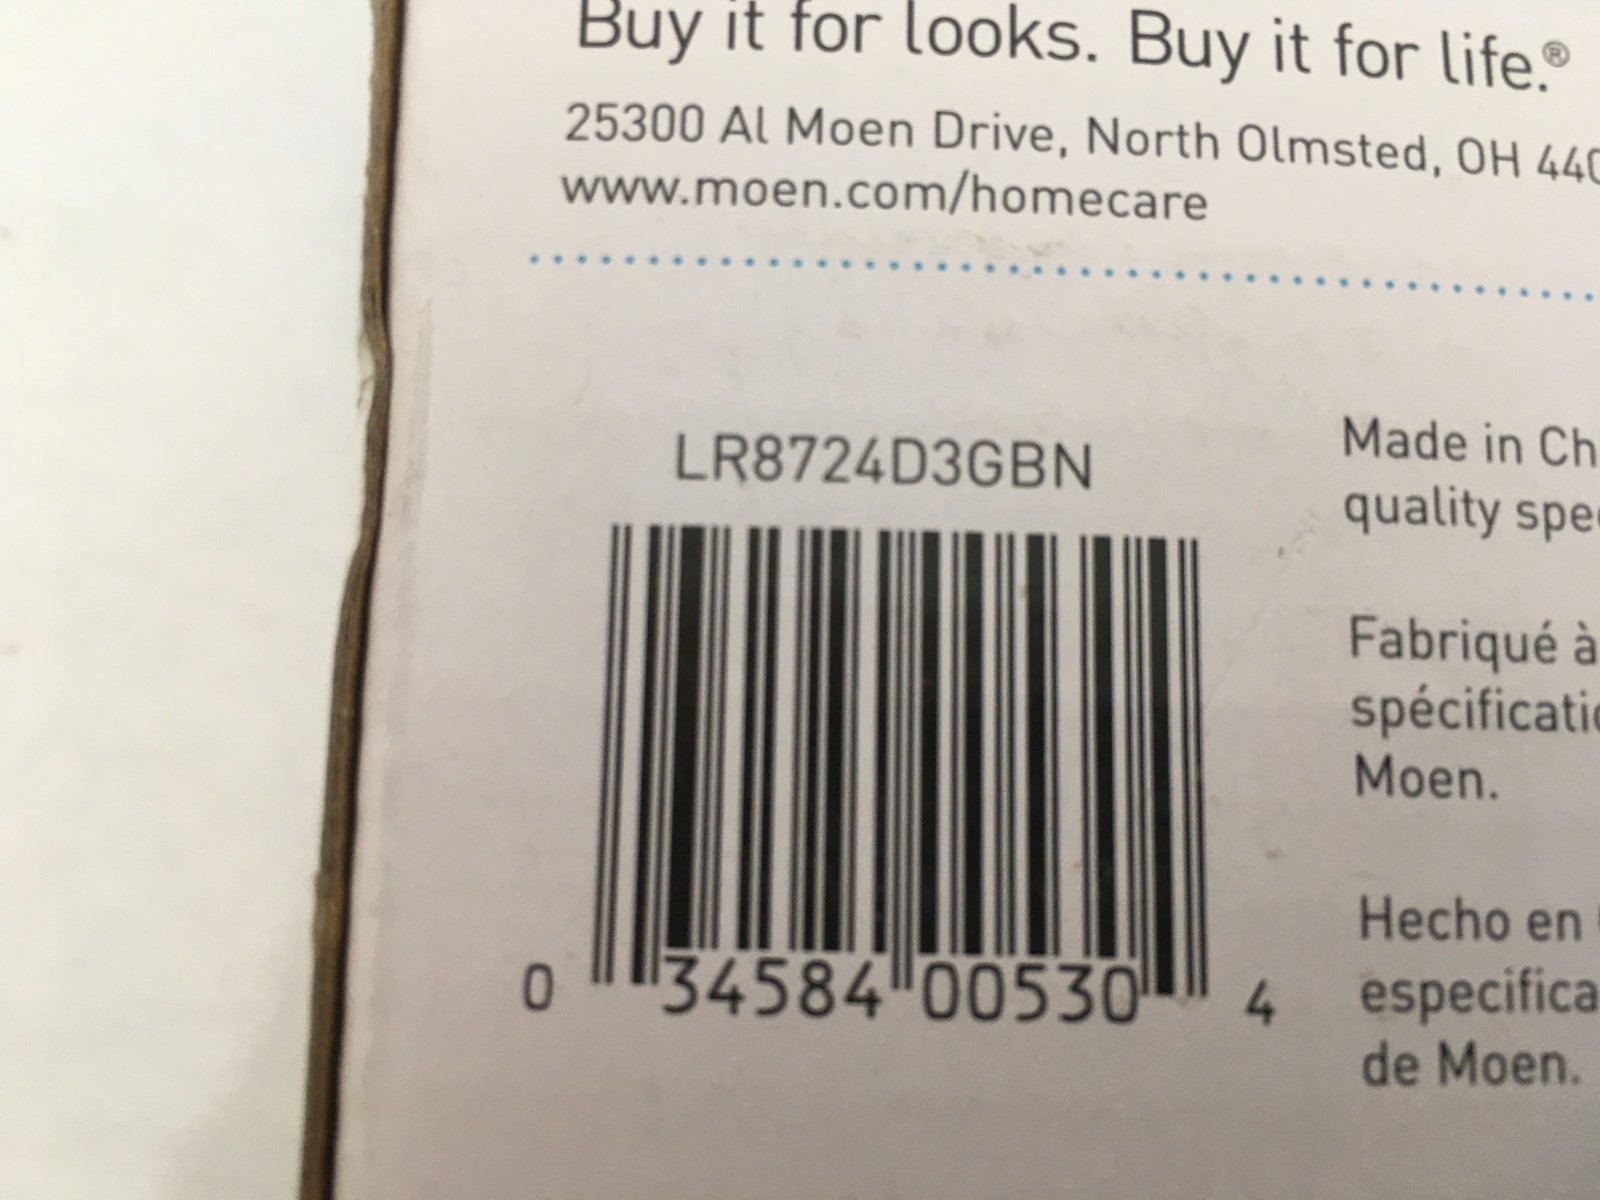 Buy it for looks. Buy it for life.®
25300 Al Moen Drive, North Olmsted, OH
www.moen.com/homecare
LR8724D3GBN
0 34584 00530 4
Made in
quality
Fabriqué à
Moen.
Hecho en
de Moen.